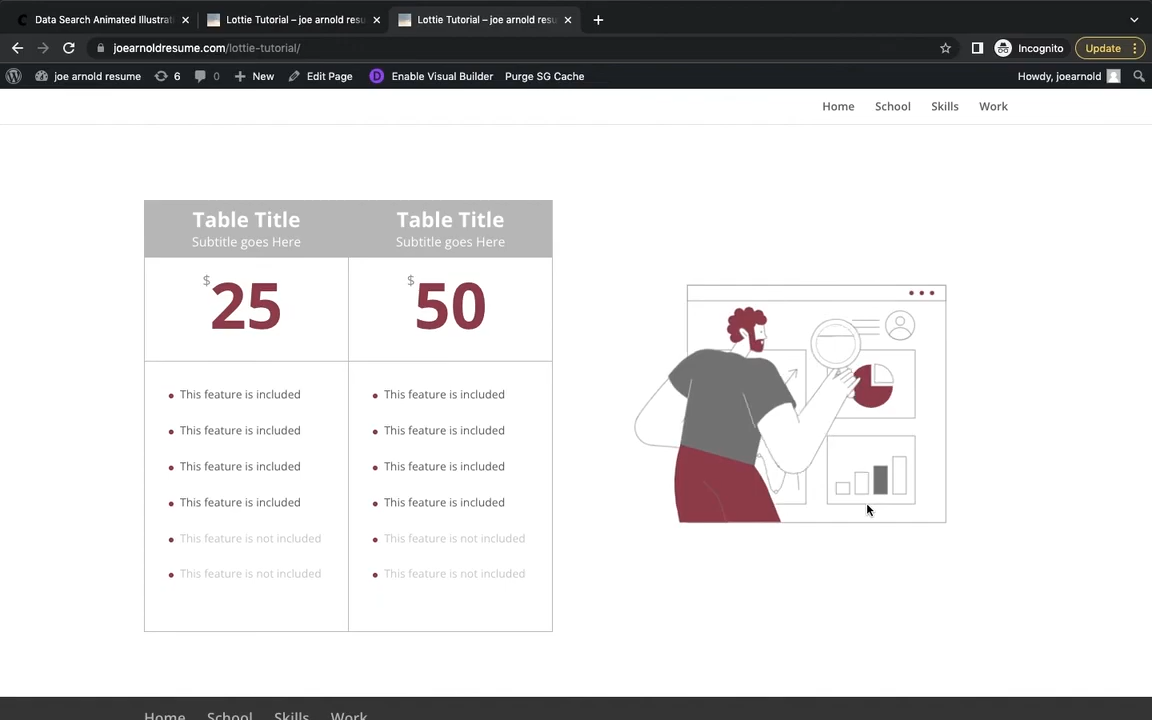 Data Search Animated Illustrat
Lottie Tutorial – joe arnold resu
Lottie Tutorial – joe arnold resu
joearnoldresume.com/lottie-tutorial/
Incognito
Update
joe arnold resume
6
0
New
Edit Page
D
Enable Visual Builder
Purge SG Cache
Howdy, joearnold
Home
School
Skills
Work
Table Title
Subtitle goes Here
$25
This feature is included
This feature is included
This feature is included
This feature is included
This feature is not included
This feature is not included
Table Title
Subtitle goes Here
$50
This feature is included
This feature is included
This feature is included
This feature is included
This feature is not included
This feature is not included
Home
School
Skills
Work